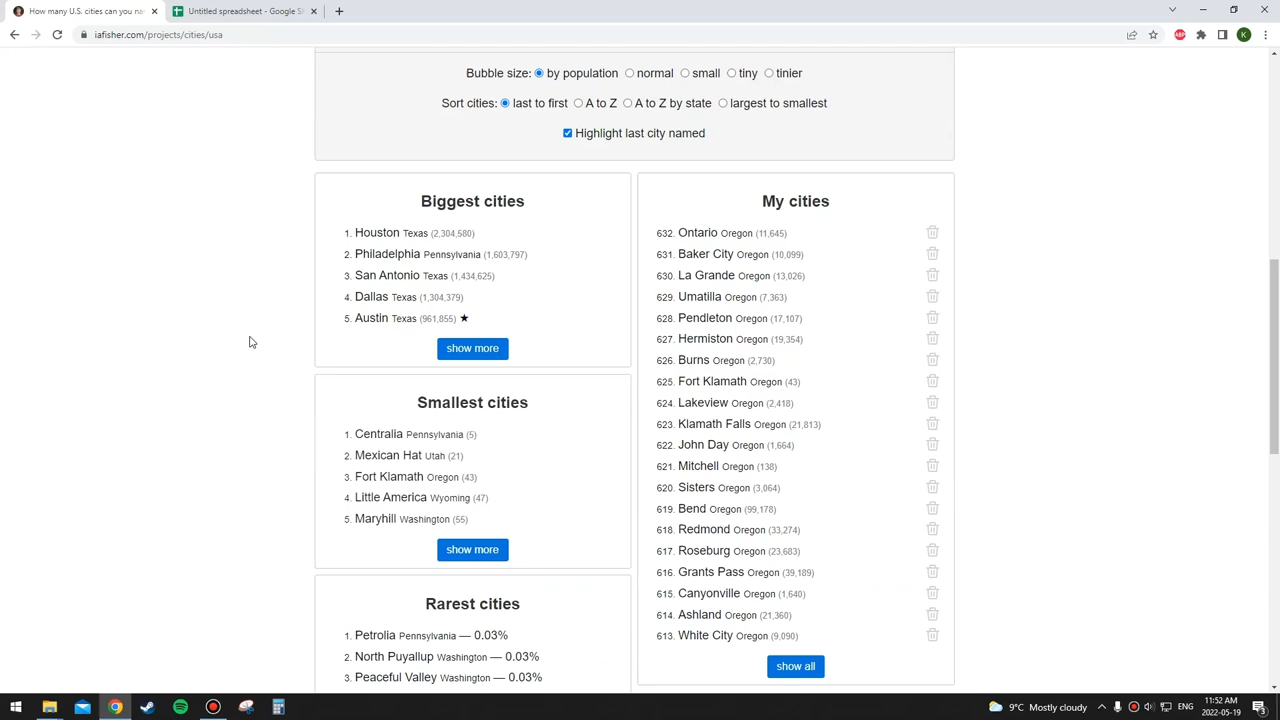 How many U.S. cities can you na
Untitled spreadsheet - Google Sh
iafisher.com/projects/cities/usa
ABP
K
Bubble size: by population normal small tiny tinier
Sort cities: last to first A to Z A to Z by state largest to smallest
Highlight last city named
Biggest cities
1. Houston Texas (2,304,580)
2. Philadelphia Pennsylvania (1,603,797)
3. San Antonio Texas (1,434,625)
4. Dallas Texas (1,304,379)
5. Austin Texas (961,855) ★
show more
Smallest cities
1. Centralia Pennsylvania (5)
2. Mexican Hat Utah (21)
3. Fort Klamath Oregon (43)
4. Little America Wyoming (47)
5. Maryhill Washington (55)
show more
Rarest cities
1. Petrolia Pennsylvania — 0.03%
2. North Puyallup Washington — 0.03%
3. Peaceful Valley Washington — 0.03%
My cities
632. Ontario Oregon (11,645)
631. Baker City Oregon (10,099)
630. La Grande Oregon (13,026)
629. Umatilla Oregon (7,363)
628. Pendleton Oregon (17,107)
627. Hermiston Oregon (19,354)
626. Burns Oregon (2,730)
625. Fort Klamath Oregon (43)
624. Lakeview Oregon (2,418)
623. Klamath Falls Oregon (21,813)
622. John Day Oregon (1,664)
621. Mitchell Oregon (138)
620. Sisters Oregon (3,064)
619. Bend Oregon (99,178)
618. Redmond Oregon (33,274)
617. Roseburg Oregon (23,683)
616. Grants Pass Oregon (39,189)
615. Canyonville Oregon (1,640)
614. Ashland Oregon (21,360)
613. White City Oregon (9,090)
show all
9°C Mostly cloudy
ENG
11:52 AM
2022-05-19
3